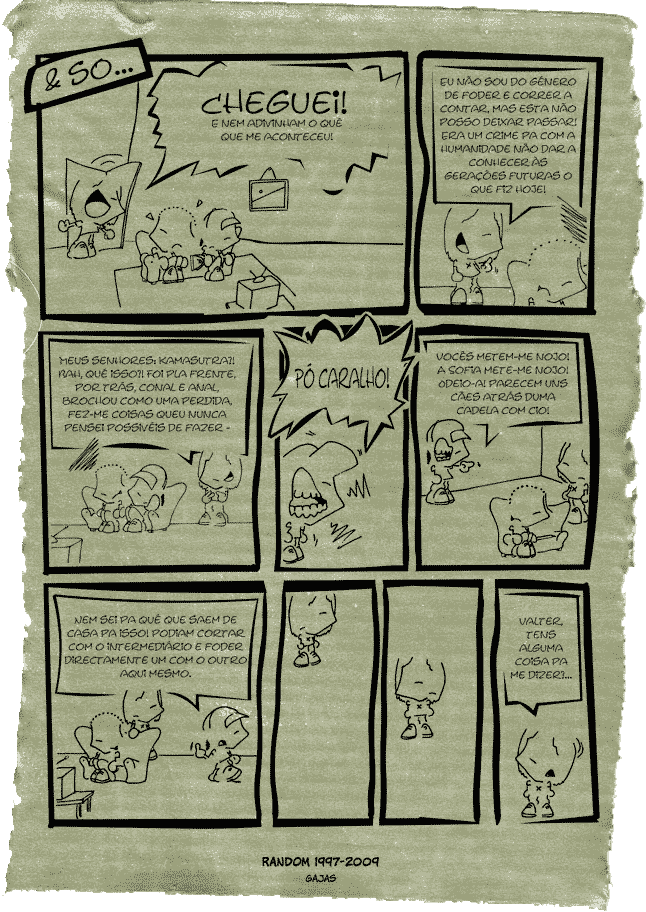 & SO...
CHEGUEI!
E NEM ADIVINHAM O QUÊ
QUE ME ACONTECEU!
EU NÃO SOU DO GÉNERO
DE FODER E CORRER A
CONTAR, MAS ESTA NÃO
POSSO DEIXAR PASSAR!
ERA UM CRIME PA COM A
HUMANIDADE NÃO DAR A
CONHECER ÀS
GERAÇÕES FUTURAS O
QUE FIZ HOJE!
MEUS SENHORES: KAMASUTRA?!
BAH, QUÉ ISSO?! FOI PLA FRENTE,
POR TRÁS, CONAL E ANAL,
BROCHOU COMO UMA PERDIDA,
FEZ-ME COISAS QUEU NUNCA
PENSEI POSSIVÉIS DE FAZER -
PÓ CARALHO!
VOCÊS METEM-ME NOJO!
A SOFIA METE-ME NOJO!
ODEIO-A! PARECEM UNS
CÃES ATRÁS DUMA
CADELA COM CIO!
NEM SEI PA QUÊ QUE SAEM DE
CASA PA ISSO! PODIAM CORTAR
COM O INTERMEDIÁRIO E FODER
DIRECTAMENTE UM COM O OUTRO
AQUI MESMO.
VALTER,
TENS
ALGUMA
COISA PA
ME DIZER?...
RANDOM 1997-2009
GAJAS